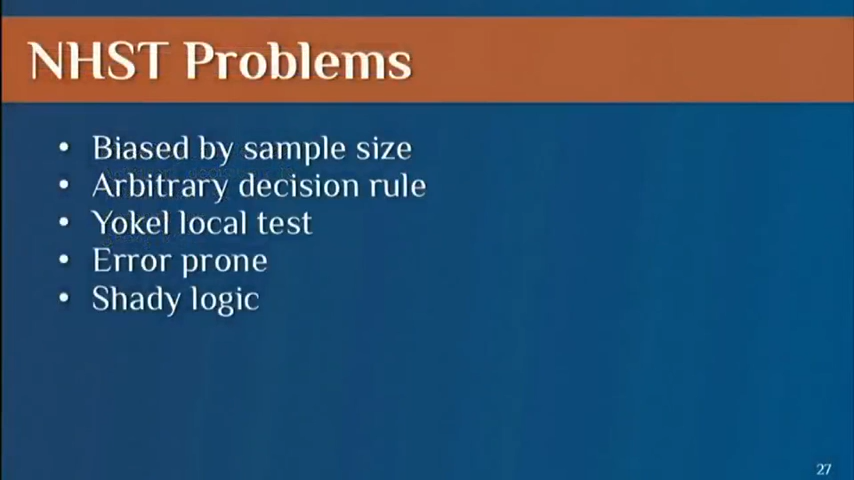 NHST Problems
• Biased by sample size
• Arbitrary decision rule
• Yokel local test
• Error prone
• Shady logic
27